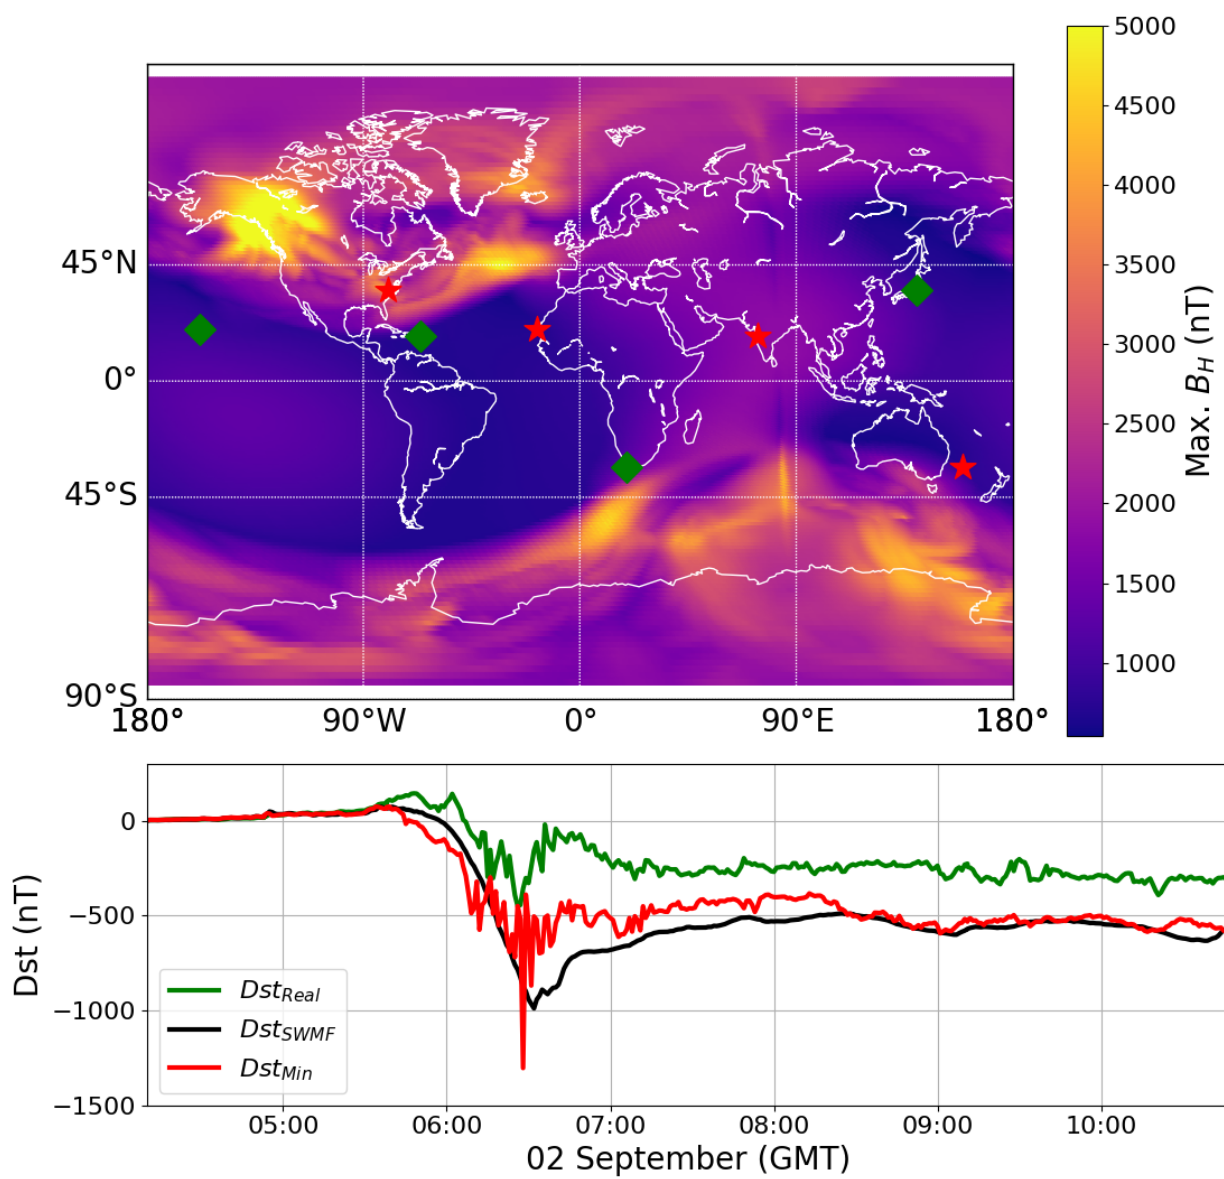 45°N
0°
45°S
90°S
180°
90°W
0°
90°E
180°
5000
4500
4000
3500
3000
2500
2000
1500
1000
Max. B_H (nT)
Dst (nT)
0
−500
−1000
−1500
Dst_Real
Dst_SWMF
Dst_Min
05:00
06:00
07:00
08:00
09:00
10:00
02 September (GMT)